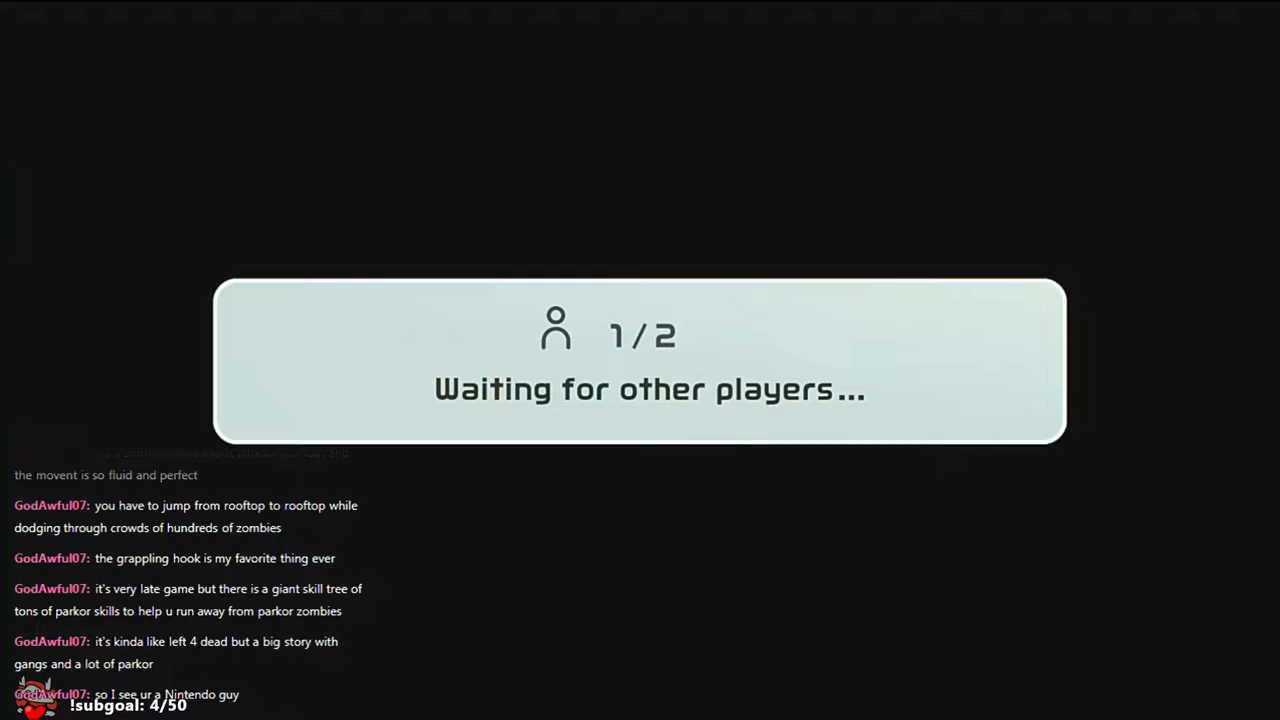 1/2
Waiting for other players...
the movent is so fluid and perfect
GodAwful07: you have to jump from rooftop to rooftop while
dodging through crowds of hundreds of zombies
GodAwful07: the grappling hook is my favorite thing ever
GodAwful07: it's very late game but there is a giant skill tree of
tons of parkor skills to help u run away from parkor zombies
GodAwful07: it's kinda like left 4 dead but a big story with
gangs and a lot of parkor
GodAwful07: so I see ur a Nintendo guy
!subgoal: 4/50